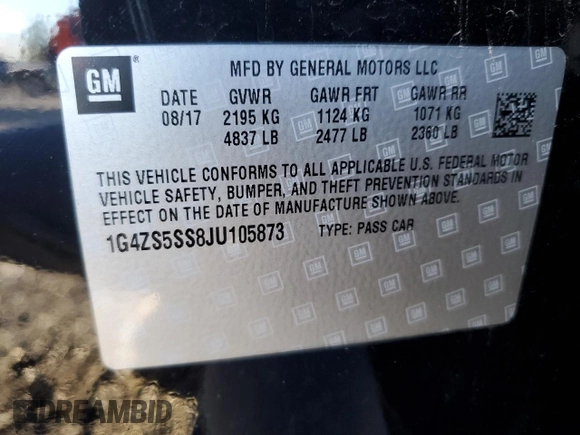 GM
MFD BY GENERAL MOTORS LLC
DATE GVWR GAWR FRT GAWR RR
08/17 2195 KG 1124 KG 1071 KG
4837 LB 2477 LB 2360 LB
THIS VEHICLE CONFORMS TO ALL APPLICABLE U.S. FEDERAL MOTOR
VEHICLE SAFETY, BUMPER, AND THEFT PREVENTION STANDARDS IN
EFFECT ON THE DATE OF MANUFACTURE SHOWN ABOVE.
1G4ZS5SS8JU105873 TYPE: PASS CAR
DREAMBID